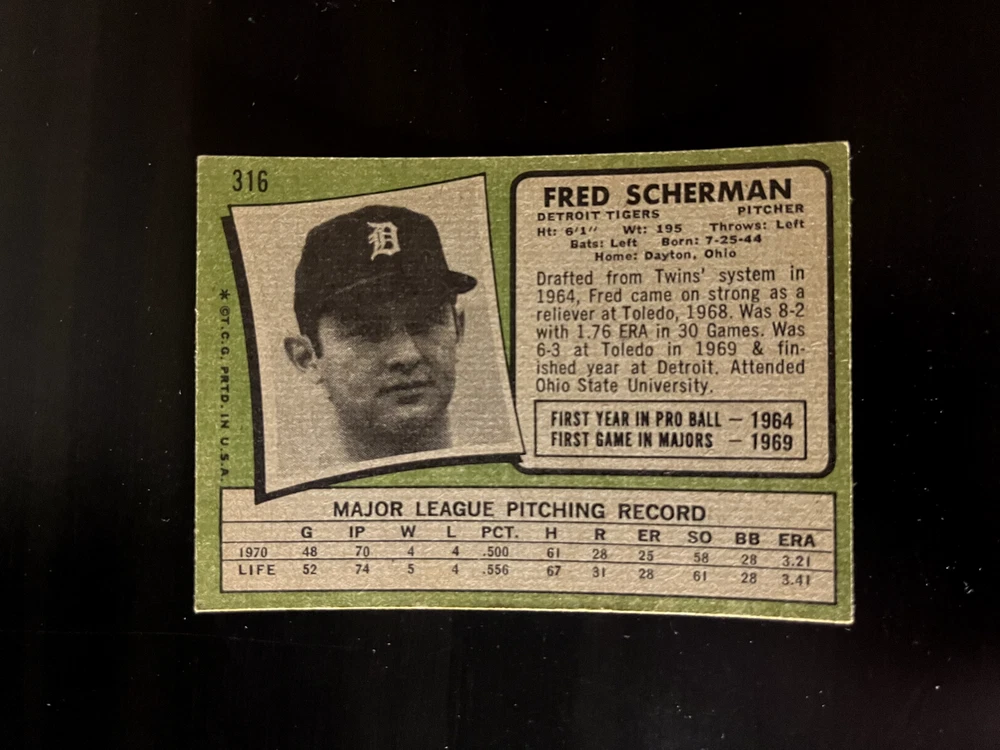 316
FRED SCHERMAN
DETROIT TIGERS PITCHER
Ht: 6'1" Wt: 195 Throws: Left
Bats: Left Born: 7-25-44
Home: Dayton, Ohio
Drafted from Twins' system in
1964, Fred came on strong as a
reliever at Toledo, 1968. Was 8-2
with 1.76 ERA in 30 Games. Was
6-3 at Toledo in 1969 & fin-
ished year at Detroit. Attended
Ohio State University.
FIRST YEAR IN PRO BALL — 1964
FIRST GAME IN MAJORS — 1969
* ©T.C.G. PRTD. IN U.S.A.
D
MAJOR LEAGUE PITCHING RECORD
G IP W L PCT. H R ER SO BB ERA
1970 48 70 4 4 .500 61 28 25 58 28 3.21
LIFE 52 74 5 4 .556 67 31 28 61 28 3.41